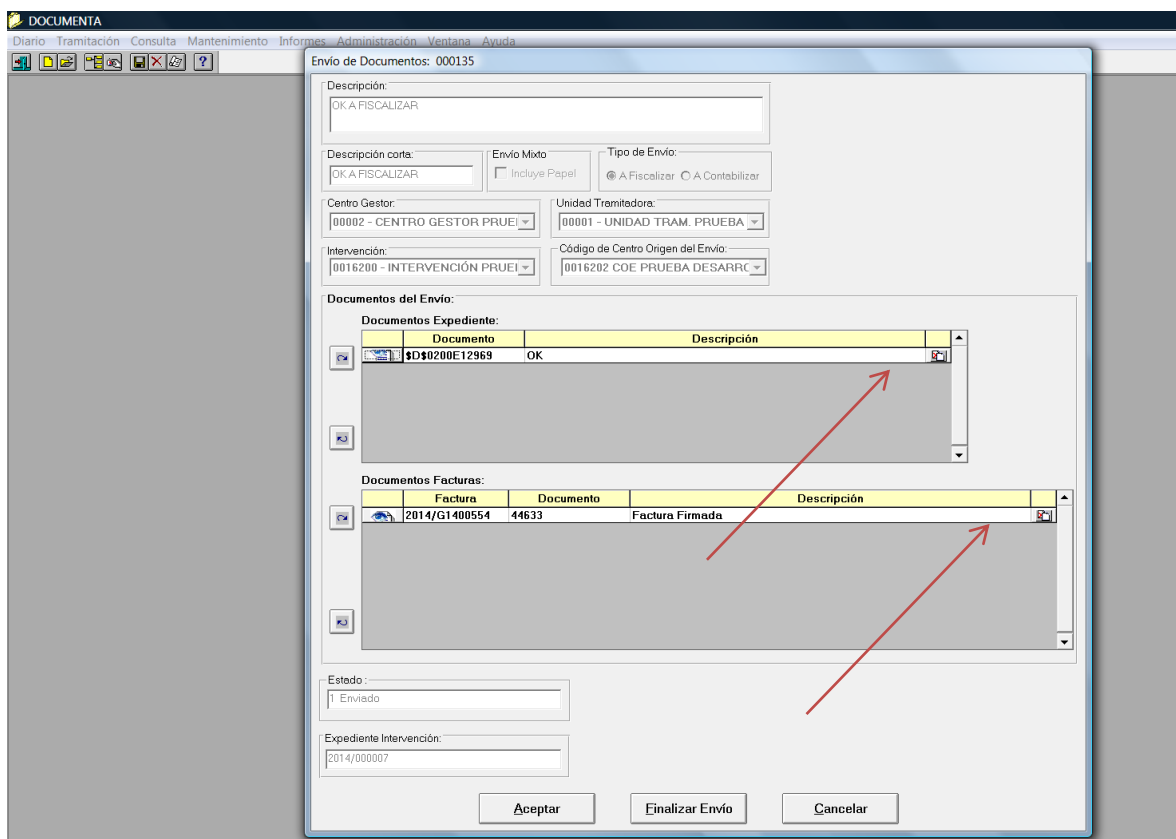 DOCUMENTA
Diario Tramitación Consulta Mantenimiento Informes Administración Ventana Ayuda
?
Envío de Documentos: 000135
Descripción:
OK A FISCALIZAR
Descripción corta: Envío Mixto Tipo de Envío:
OK A FISCALIZAR Incluye Papel A Fiscalizar A Contabilizar
Centro Gestor: Unidad Tramitadora:
00002 - CENTRO GESTOR PRUEI 00001 - UNIDAD TRAM. PRUEBA
Intervención: Código de Centro Origen del Envío:
0016200 - INTERVENCIÓN PRUEI 0016202 COE PRUEBA DESARRC
Documentos del Envío:
Documentos Expediente:
Documento Descripción
$D$0200E12969 OK
Documentos Facturas:
Factura Documento Descripción
2014/G1400554 44633 Factura Firmada
Estado :
1 Enviado
Expediente Intervención:
2014/000007
Aceptar Finalizar Envío Cancelar